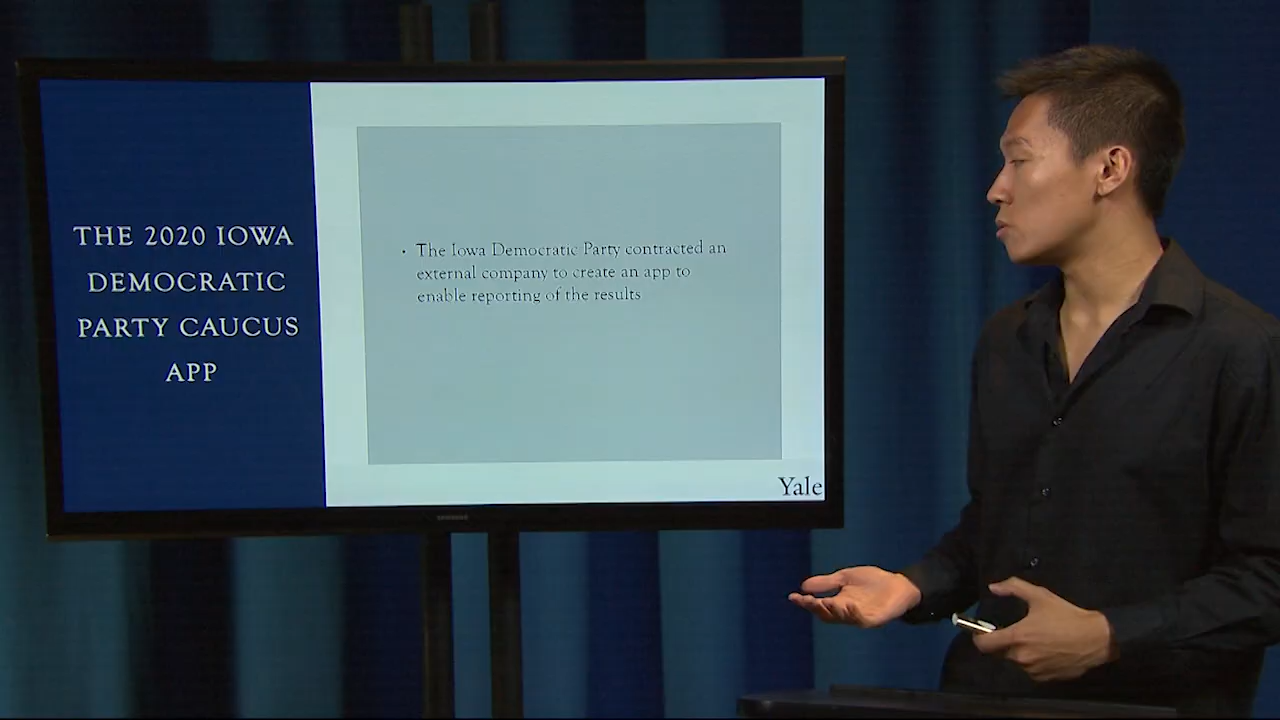 THE 2020 IOWA
DEMOCRATIC
PARTY CAUCUS
APP
• The Iowa Democratic Party contracted an
external company to create an app to
enable reporting of the results
Yale